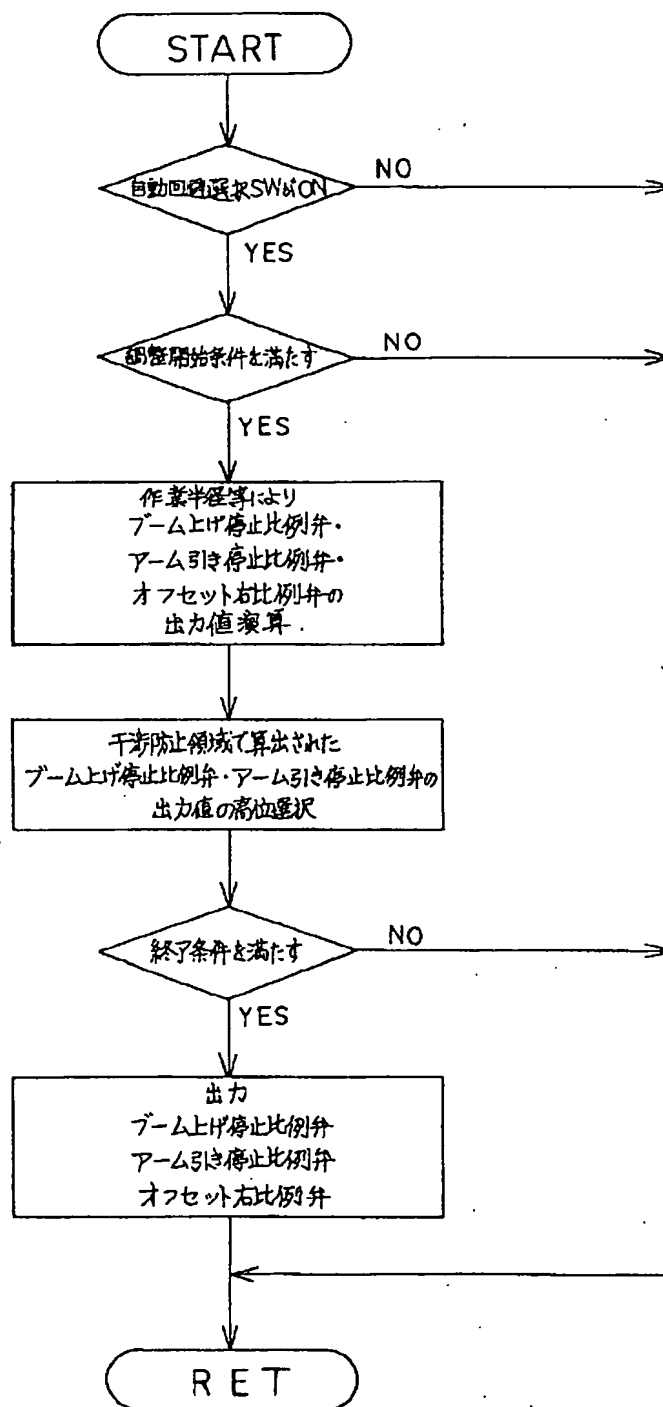 START
自動回避選択SWがON
NO
YES
調整開始条件を満たす
NO
YES
作業半径等により
ブーム上げ停止比例弁・
アーム引き停止比例弁・
オフセット右比例弁の
出力値演算
干渉防止領域で算出された
ブーム上げ停止比例弁・アーム引き停止比例弁の
出力値の高位選択
終了条件を満たす
NO
YES
出力
ブーム上げ停止比例弁
アーム引き停止比例弁
オフセット右比例弁
RET